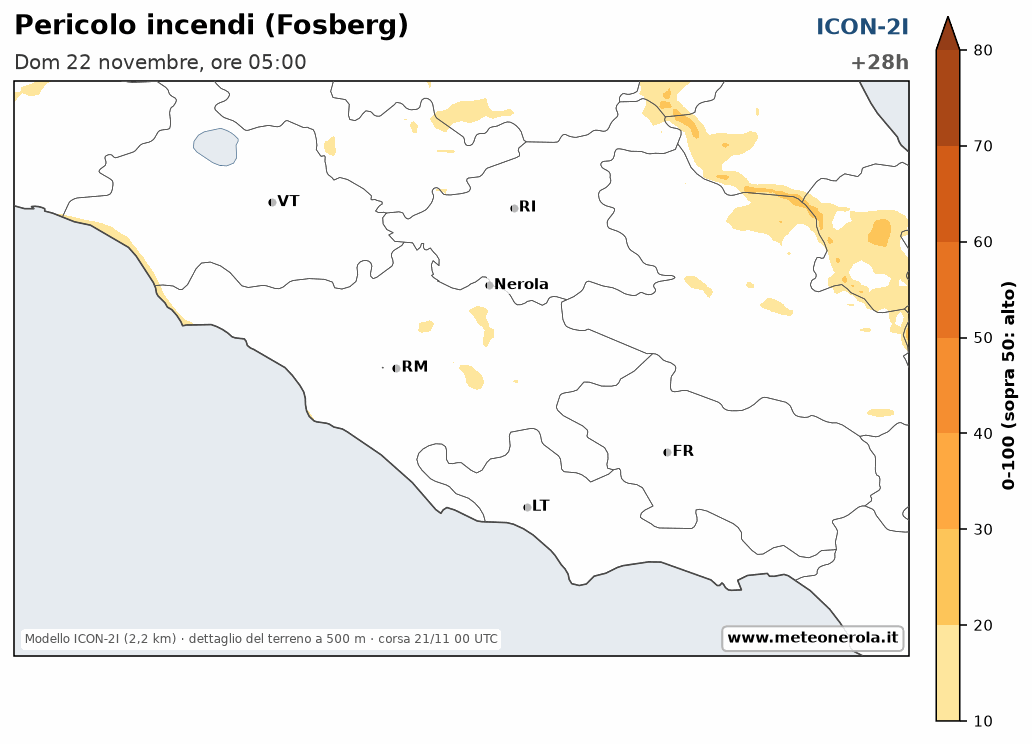 Pericolo incendi (Fosberg)
ICON-2I
Dom 22 novembre, ore 05:00
+28h
VT
RI
Nerola
RM
FR
LT
Modello ICON-2I (2,2 km) · dettaglio del terreno a 500 m · corsa 21/11 00 UTC
www.meteonerola.it
80
70
60
50
40
30
20
10
0-100 (sopra 50: alto)